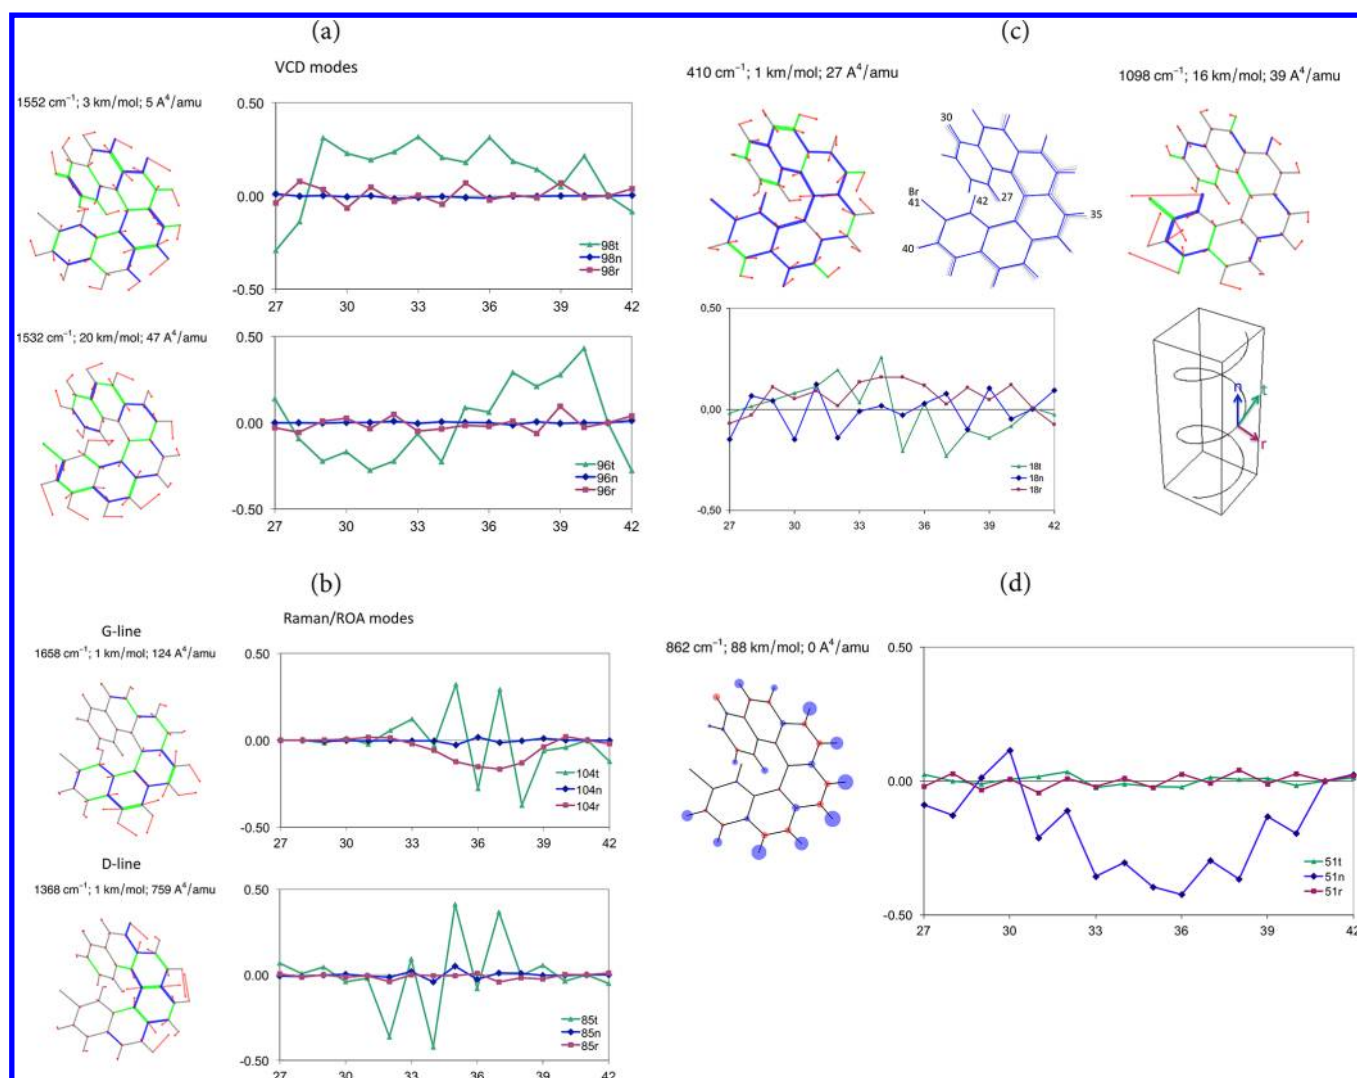 (a)
VCD modes
1552 cm⁻¹; 3 km/mol; 5 A⁴/amu
0.50
0.00
-0.50
98t
98n
98r
27 30 33 36 39 42
1532 cm⁻¹; 20 km/mol; 47 A⁴/amu
0.50
0.00
-0.50
96t
96n
96r
27 30 33 36 39 42
(c)
410 cm⁻¹; 1 km/mol; 27 A⁴/amu
1098 cm⁻¹; 16 km/mol; 39 A⁴/amu
30
Br
41
42
27
35
40
0.50
0.00
-0.50
18t
18n
18r
27 30 33 36 39 42
n
t
r
(b)
Raman/ROA modes
G-line
1658 cm⁻¹; 1 km/mol; 124 A⁴/amu
0.50
0.00
-0.50
104t
104n
104r
27 30 33 36 39 42
D-line
1368 cm⁻¹; 1 km/mol; 759 A⁴/amu
0.50
0.00
-0.50
85t
85n
85r
27 30 33 36 39 42
(d)
862 cm⁻¹; 88 km/mol; 0 A⁴/amu
0.50
0.00
-0.50
51t
51n
51r
27 30 33 36 39 42